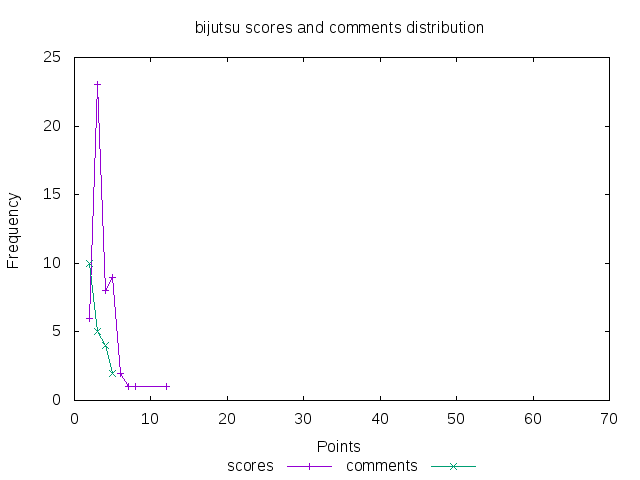 bijutsu scores and comments distribution
25
20
15
10
5
0
Frequency
0 10 20 30 40 50 60 70
Points
scores comments